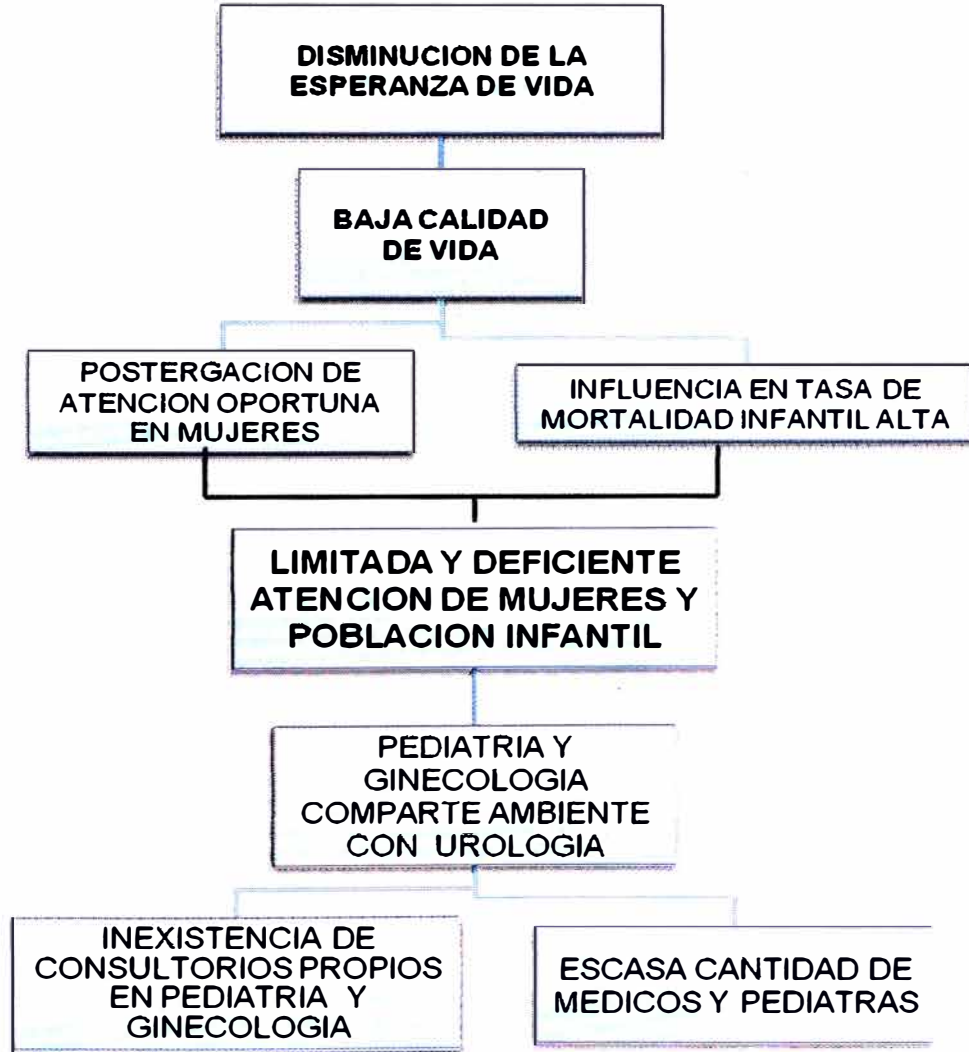 DISMINUCION DE LA
ESPERANZA DE VIDA
BAJA CALIDAD
DE VIDA
POSTERGACION DE
ATENCION OPORTUNA
EN MUJERES
INFLUENCIA EN TASA DE
MORTALIDAD INFANTIL ALTA
LIMITADA Y DEFICIENTE
ATENCION DE MUJERES Y
POBLACION INFANTIL
PEDIATRIA Y
GINECOLOGIA
COMPARTE AMBIENTE
CON UROLOGIA
INEXISTENCIA DE
CONSULTORIOS PROPIOS
EN PEDIATRIA Y
GINECOLOGIA
ESCASA CANTIDAD DE
MEDICOS Y PEDIATRAS